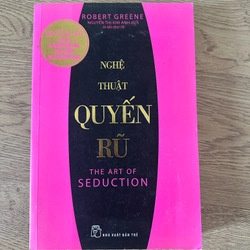 ROBERT GREENE
NGHỆ
THUẬT
QUYẾN
RŨ
THE ART OF
SEDUCTION
NHÀ XUẤT BẢN TRẺ